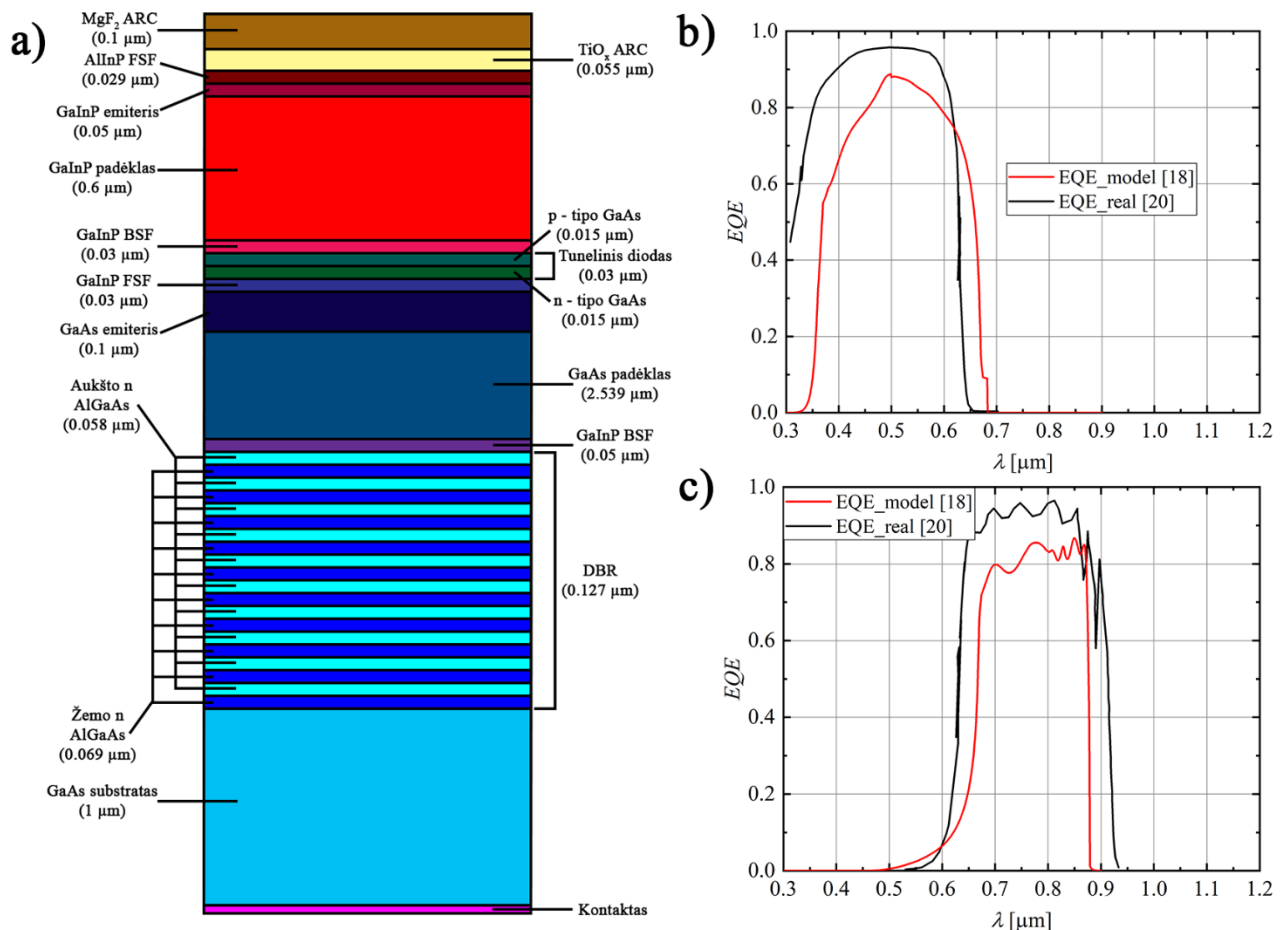 a)
MgF₂ ARC
(0.1 µm)
AlInP FSF
(0.029 µm)
GaInP emiteris
(0.05 µm)
GaInP padėklas
(0.6 µm)
GaInP BSF
(0.03 µm)
GaInP FSF
(0.03 µm)
GaAs emiteris
(0.1 µm)
Aukšto n
AlGaAs
(0.058 µm)
Žemo n
AlGaAs
(0.069 µm)
GaAs substratas
(1 µm)
TiOₓ ARC
(0.055 µm)
p - tipo GaAs
(0.015 µm)
Tunelinis diodas
(0.03 µm)
n - tipo GaAs
(0.015 µm)
GaAs padėklas
(2.539 µm)
GaInP BSF
(0.05 µm)
DBR
(0.127 µm)
Kontaktas
b)
1.0
0.8
0.6
0.4
0.2
0.0
EQE
EQE_model [18]
EQE_real [20]
0.3 0.4 0.5 0.6 0.7 0.8 0.9 1.0 1.1 1.2
λ [µm]
c)
1.0
0.8
0.6
0.4
0.2
0.0
EQE
EQE_model [18]
EQE_real [20]
0.3 0.4 0.5 0.6 0.7 0.8 0.9 1.0 1.1 1.2
λ [µm]